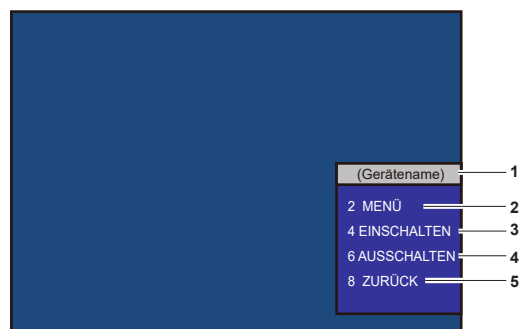 (Gerätename) 1
2 MENÜ 2
4 EINSCHALTEN 3
6 AUSSCHALTEN 4
8 ZURÜCK 5